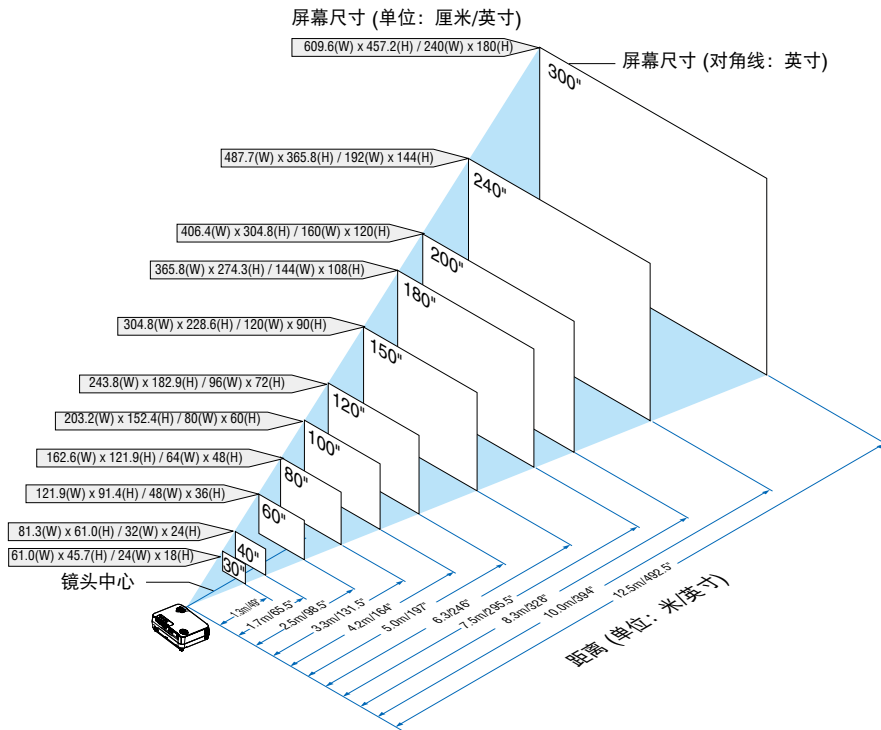 屏幕尺寸 (单位：厘米/英寸)
609.6(W) x 457.2(H) / 240(W) x 180(H)
屏幕尺寸 (对角线：英寸)
300"
487.7(W) x 365.8(H) / 192(W) x 144(H)
240"
406.4(W) x 304.8(H) / 160(W) x 120(H)
200"
365.8(W) x 274.3(H) / 144(W) x 108(H)
180"
304.8(W) x 228.6(H) / 120(W) x 90(H)
150"
243.8(W) x 182.9(H) / 96(W) x 72(H)
120"
203.2(W) x 152.4(H) / 80(W) x 60(H)
100"
162.6(W) x 121.9(H) / 64(W) x 48(H)
80"
121.9(W) x 91.4(H) / 48(W) x 36(H)
60"
81.3(W) x 61.0(H) / 32(W) x 24(H)
40"
61.0(W) x 45.7(H) / 24(W) x 18(H)
30"
镜头中心
1.3m/49"
1.7m/65.5"
2.5m/98.5"
3.3m/131.5"
4.2m/164"
5.0m/197"
6.3/246"
7.5m/295.5"
8.3m/328"
10.0m/394"
12.5m/492.5"
距离 (单位：米/英寸)